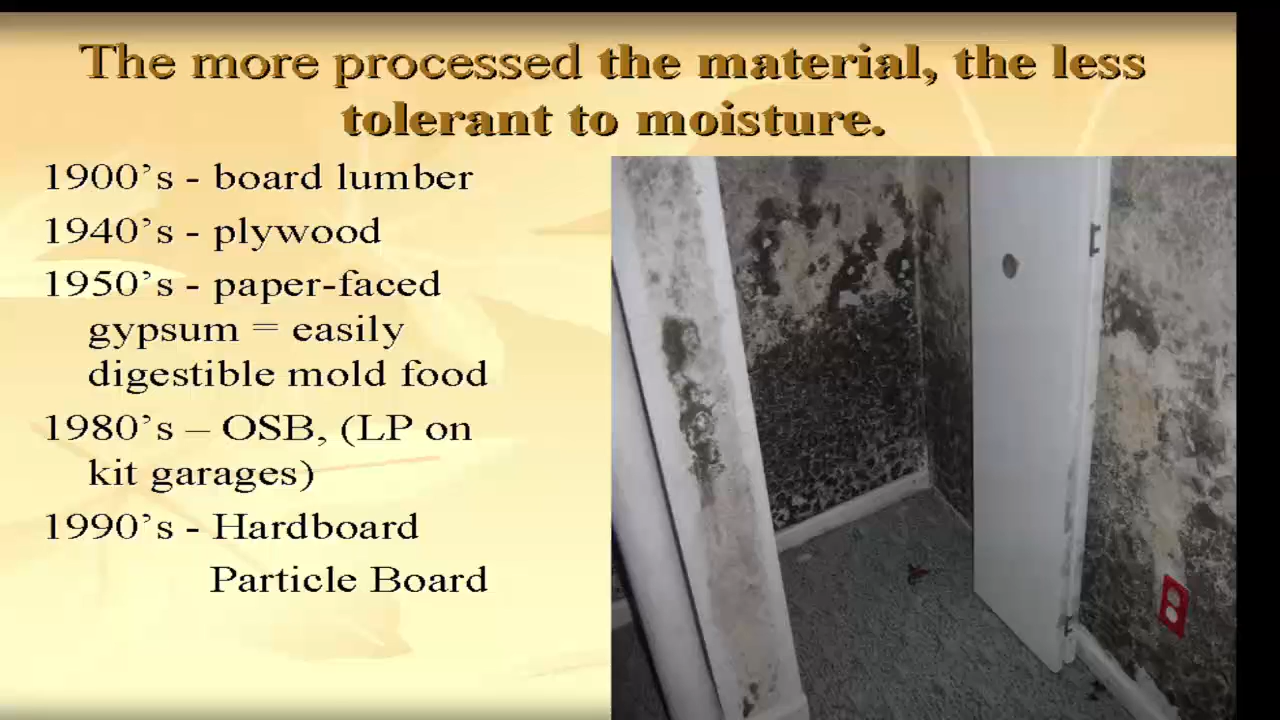 The more processed the material, the less
tolerant to moisture.
1900’s - board lumber
1940’s - plywood
1950’s - paper-faced
gypsum = easily
digestible mold food
1980’s – OSB, (LP on
kit garages)
1990’s - Hardboard
Particle Board